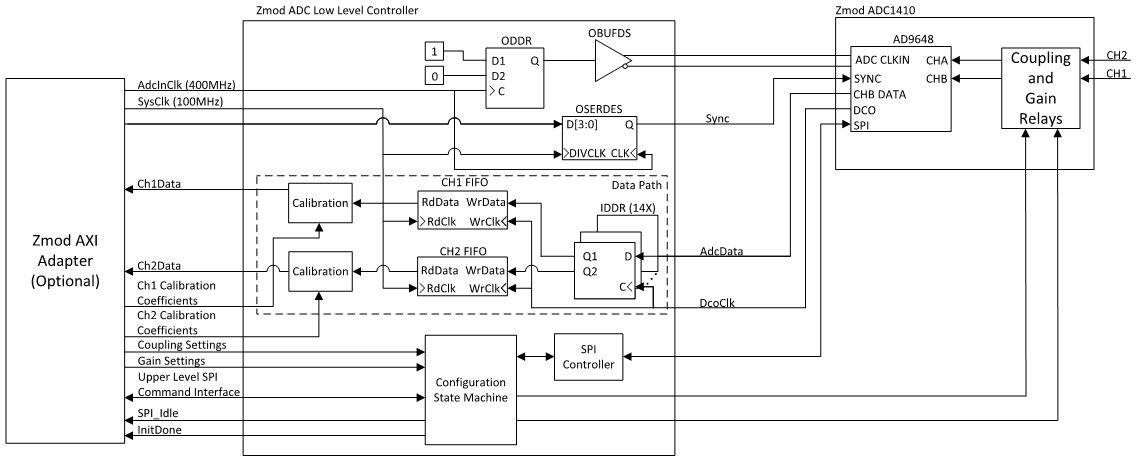 Zmod ADC Low Level Controller
Zmod ADC1410
ODDR
OBUFDS
AD9648
1
D1
Q
0
D2
C
ADC CLKIN
CHA
SYNC
CHB
CHB DATA
DCO
SPI
Coupling
and
Gain
Relays
CH2
CH1
AdcInClk (400MHz)
SysClk (100MHz)
OSERDES
D[3:0]
Q
DIVCLK
CLK
Sync
Data Path
Ch1Data
Calibration
CH1 FIFO
RdData
WrData
RdClk
WrClk
IDDR (14X)
Zmod AXI
Adapter
(Optional)
Ch2Data
Calibration
CH2 FIFO
RdData
WrData
RdClk
WrClk
Q1
D
Q2
C
AdcData
DcoClk
Ch1 Calibration
Coefficients
Ch2 Calibration
Coefficients
Coupling Settings
Gain Settings
Upper Level SPI
Command Interface
SPI_Idle
InitDone
Configuration
State Machine
SPI
Controller